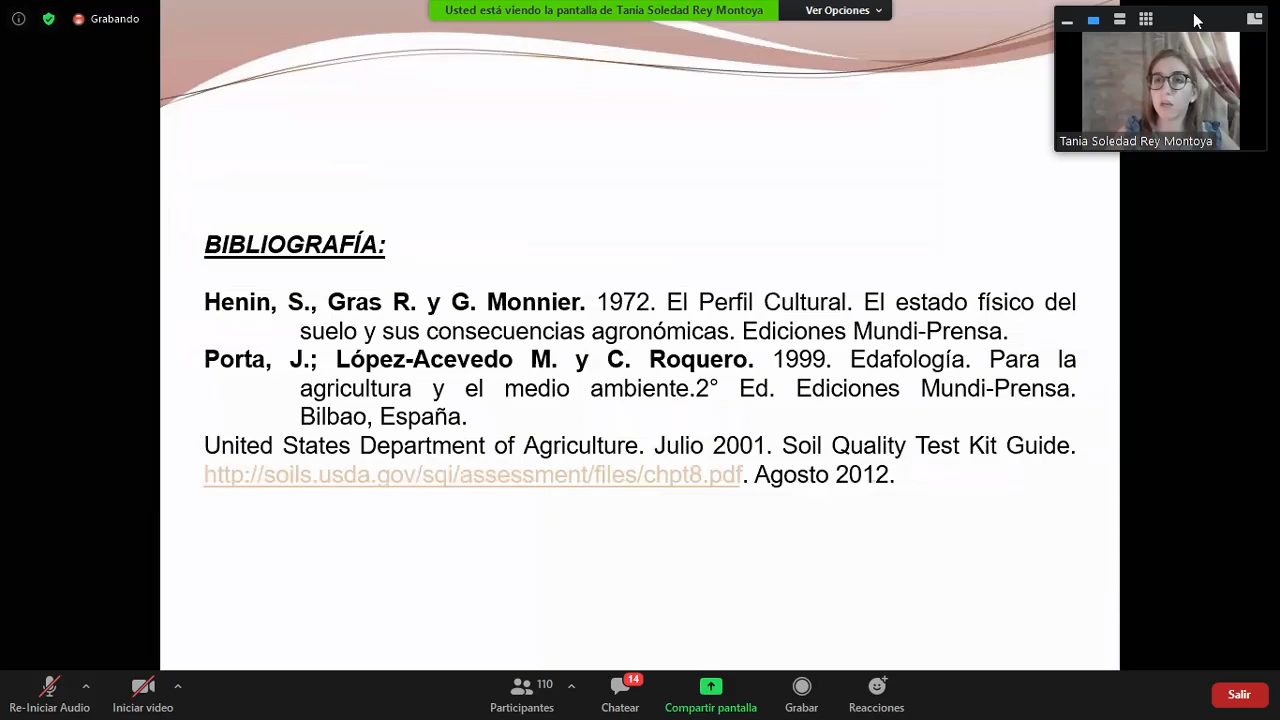 Grabando
Usted está viendo la pantalla de Tania Soledad Rey Montoya
Ver Opciones
Tania Soledad Rey Montoya
BIBLIOGRAFÍA:
Henin, S., Gras R. y G. Monnier. 1972. El Perfil Cultural. El estado físico del
suelo y sus consecuencias agronómicas. Ediciones Mundi-Prensa.
Porta, J.; López-Acevedo M. y C. Roquero. 1999. Edafología. Para la
agricultura y el medio ambiente.2° Ed. Ediciones Mundi-Prensa.
Bilbao, España.
United States Department of Agriculture. Julio 2001. Soil Quality Test Kit Guide.
http://soils.usda.gov/sqi/assessment/files/chpt8.pdf. Agosto 2012.
Re-Iniciar Audio
Iniciar video
110
Participantes
14
Chatear
Compartir pantalla
Grabar
Reacciones
Salir